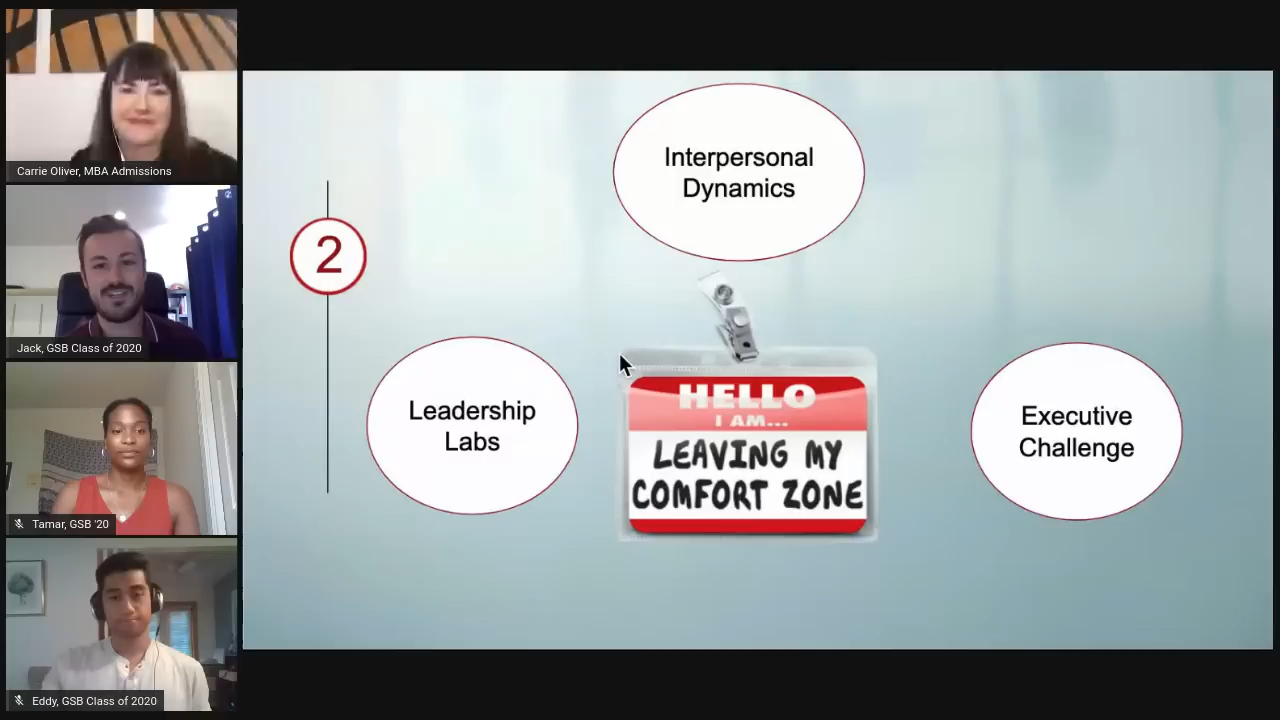 Carrie Oliver, MBA Admissions
Jack, GSB Class of 2020
Tamar, GSB '20
Eddy, GSB Class of 2020
2
Interpersonal
Dynamics
Leadership
Labs
HELLO
I AM...
LEAVING MY
COMFORT ZONE
Executive
Challenge